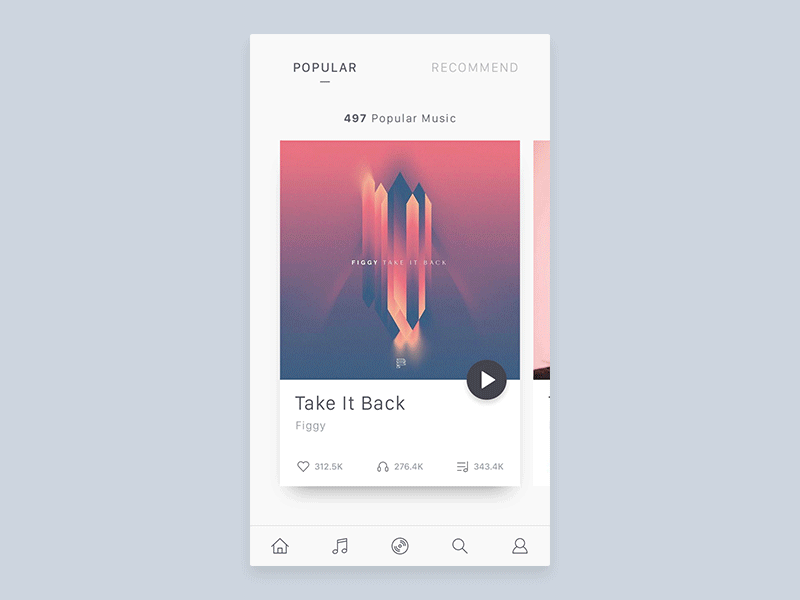 POPULAR RECOMMEND
497 Popular Music
FIGGY TAKE IT BACK
Take It Back
Figgy
312.5K 276.4K 343.4K